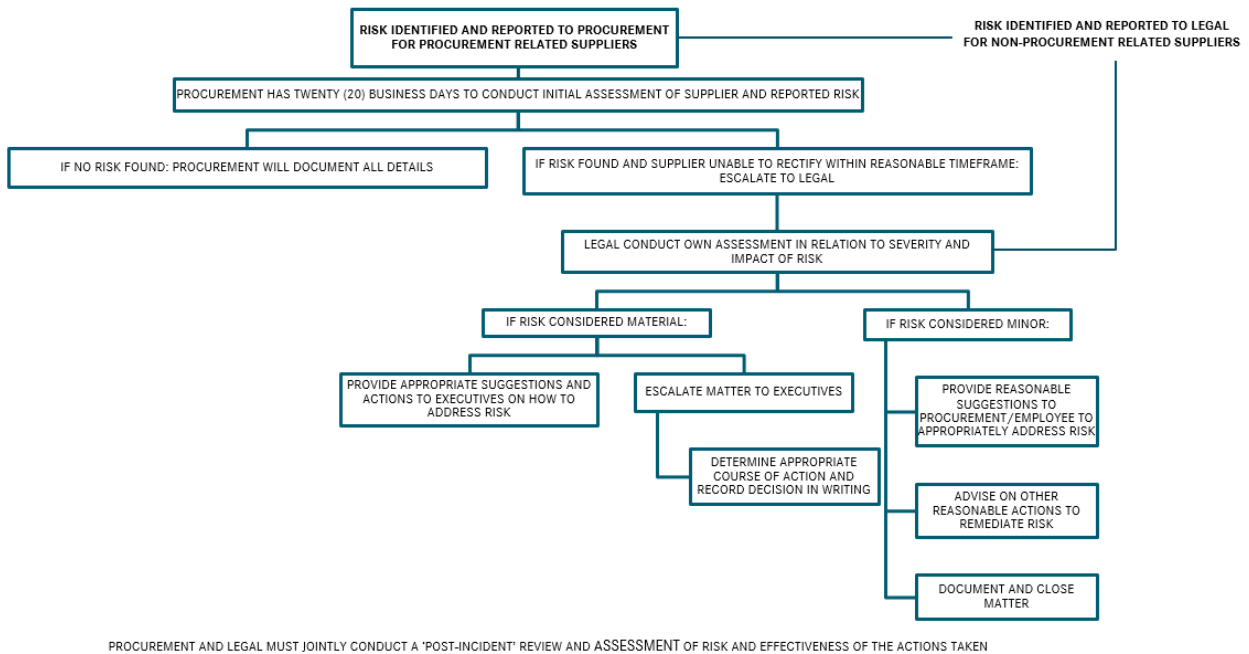 RISK IDENTIFIED AND REPORTED TO PROCUREMENT
FOR PROCUREMENT RELATED SUPPLIERS
RISK IDENTIFIED AND REPORTED TO LEGAL
FOR NON-PROCUREMENT RELATED SUPPLIERS
PROCUREMENT HAS TWENTY (20) BUSINESS DAYS TO CONDUCT INITIAL ASSESSMENT OF SUPPLIER AND REPORTED RISK
IF NO RISK FOUND: PROCUREMENT WILL DOCUMENT ALL DETAILS
IF RISK FOUND AND SUPPLIER UNABLE TO RECTIFY WITHIN REASONABLE TIMEFRAME:
ESCALATE TO LEGAL
LEGAL CONDUCT OWN ASSESSMENT IN RELATION TO SEVERITY AND
IMPACT OF RISK
IF RISK CONSIDERED MATERIAL:
IF RISK CONSIDERED MINOR:
PROVIDE APPROPRIATE SUGGESTIONS AND
ACTIONS TO EXECUTIVES ON HOW TO
ADDRESS RISK
ESCALATE MATTER TO EXECUTIVES
DETERMINE APPROPRIATE
COURSE OF ACTION AND
RECORD DECISION IN WRITING
PROVIDE REASONABLE
SUGGESTIONS TO
PROCUREMENT/EMPLOYEE TO
APPROPRIATELY ADDRESS RISK
ADVISE ON OTHER
REASONABLE ACTIONS TO
REMEDIATE RISK
DOCUMENT AND CLOSE
MATTER
PROCUREMENT AND LEGAL MUST JOINTLY CONDUCT A 'POST-INCIDENT' REVIEW AND ASSESSMENT OF RISK AND EFFECTIVENESS OF THE ACTIONS TAKEN